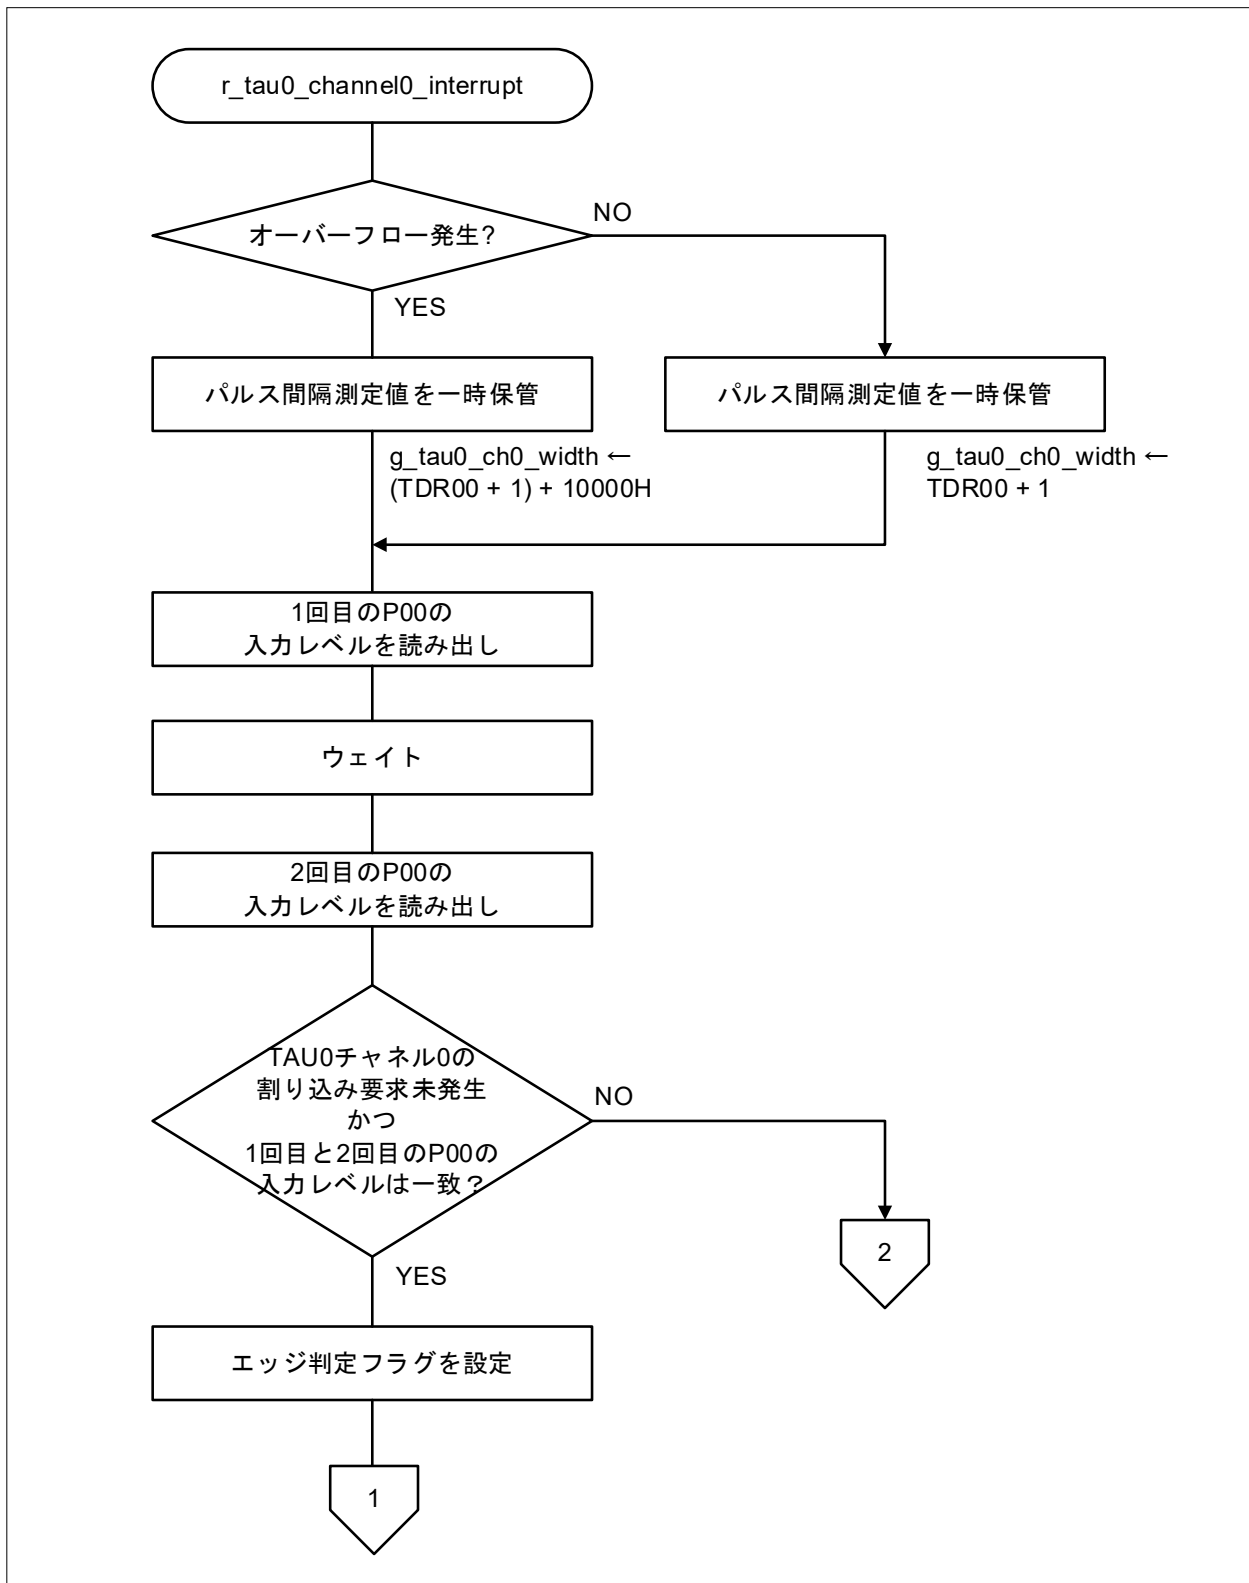 r_tau0_channel0_interrupt
オーバーフロー発生?
NO
YES
パルス間隔測定値を一時保管
パルス間隔測定値を一時保管
g_tau0_ch0_width ←
(TDR00 + 1) + 10000H
g_tau0_ch0_width ←
TDR00 + 1
1回目のP00の
入力レベルを読み出し
ウェイト
2回目のP00の
入力レベルを読み出し
TAU0チャネル0の
割り込み要求未発生
かつ
1回目と2回目のP00の
入力レベルは一致？
NO
2
YES
エッジ判定フラグを設定
1